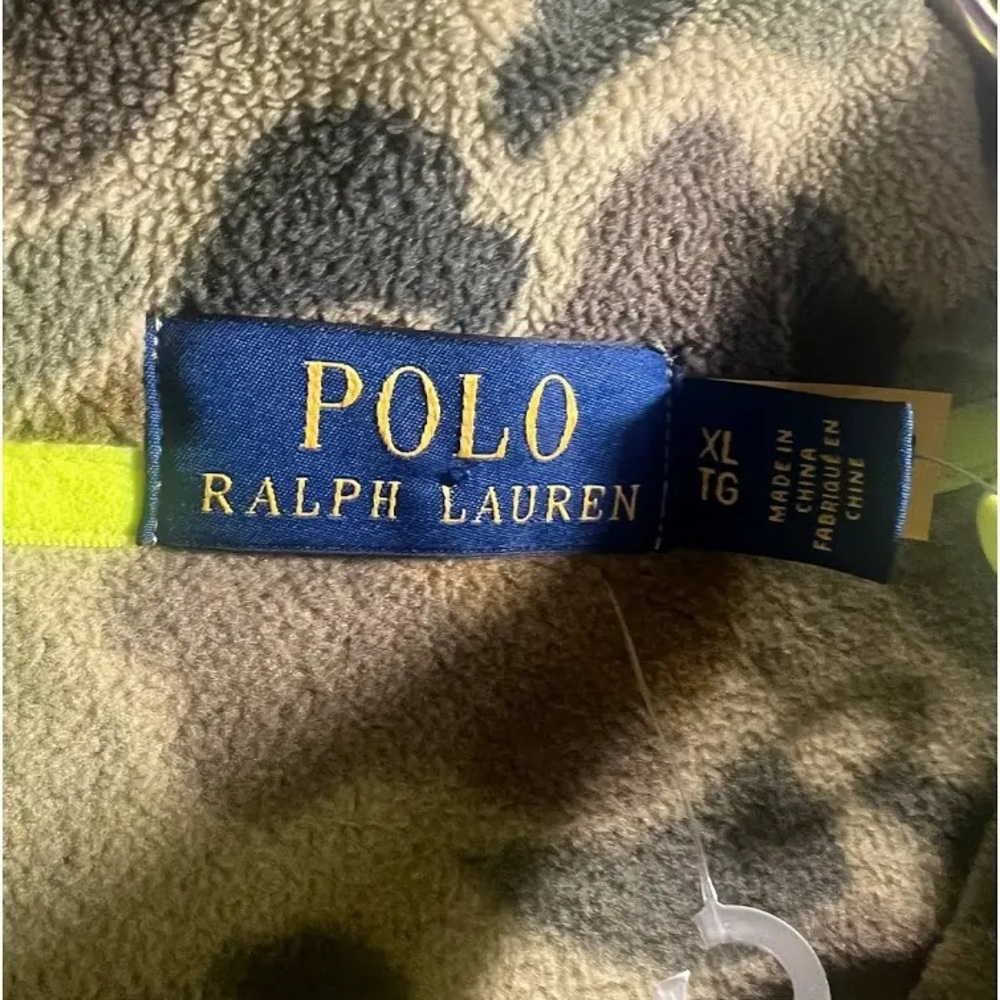 POLO
RALPH LAUREN
XL
TG
MADE IN
CHINA
FABRIQUÉ EN
CHINE